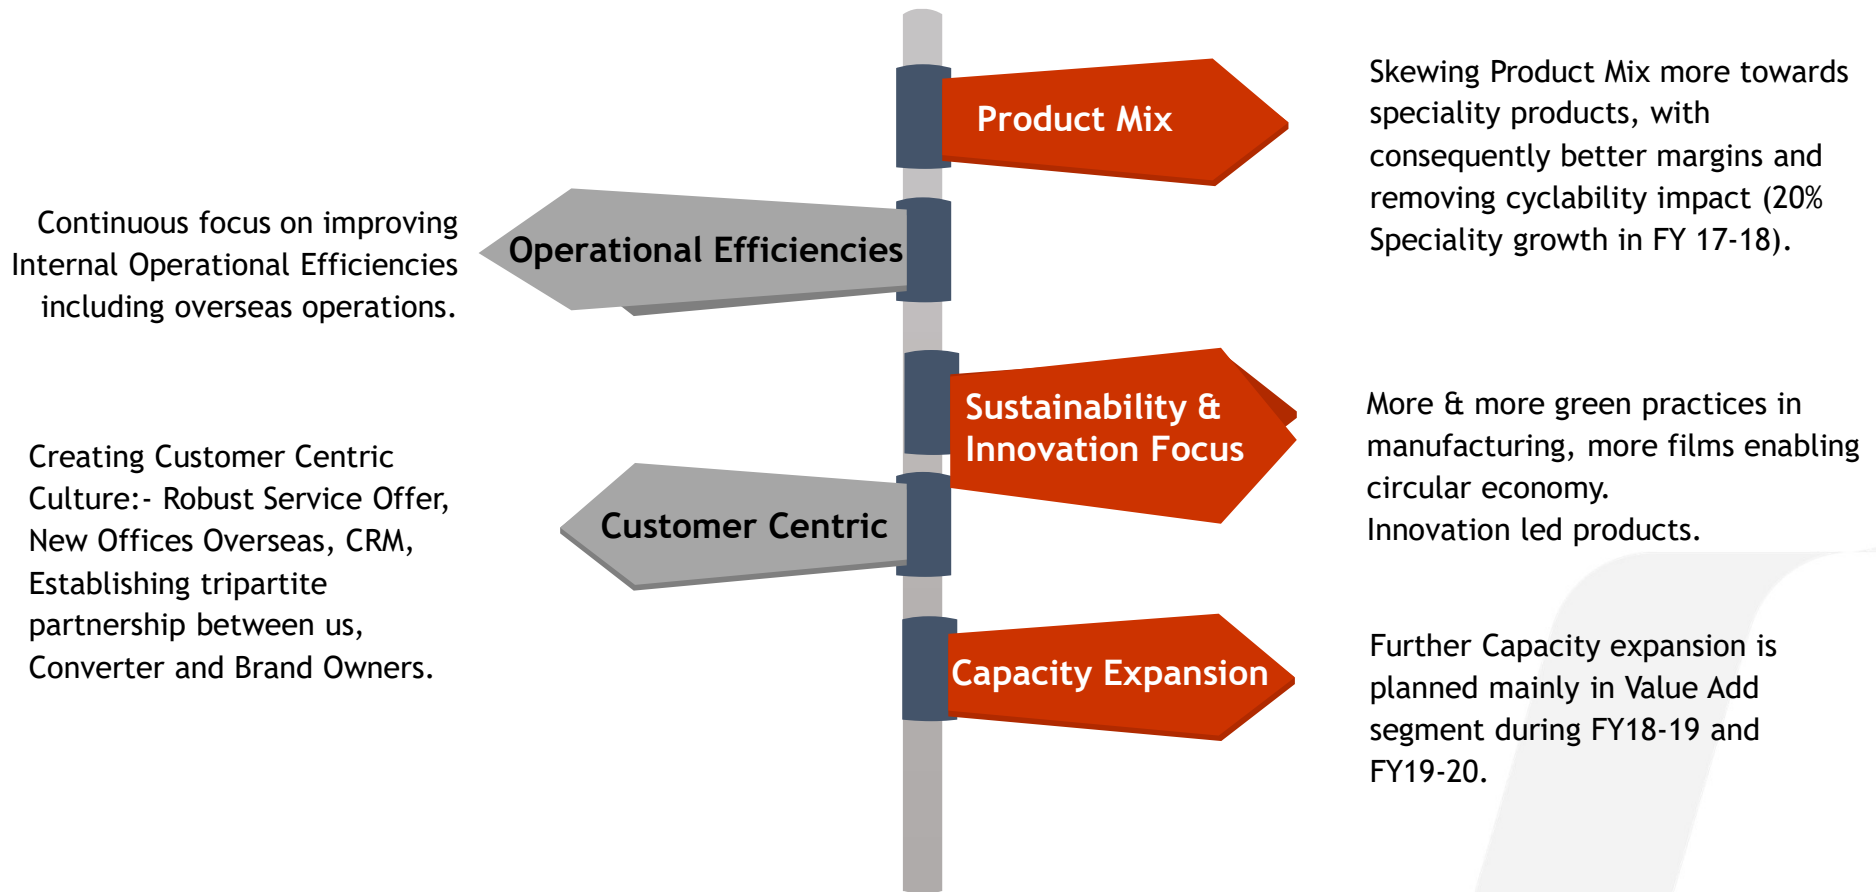 Product Mix
Skewing Product Mix more towards
speciality products, with
consequently better margins and
removing cyclability impact (20%
Speciality growth in FY 17-18).
Continuous focus on improving
Internal Operational Efficiencies
including overseas operations.
Operational Efficiencies
Sustainability &
Innovation Focus
More & more green practices in
manufacturing, more films enabling
circular economy.
Innovation led products.
Creating Customer Centric
Culture:- Robust Service Offer,
New Offices Overseas, CRM,
Establishing tripartite
partnership between us,
Converter and Brand Owners.
Customer Centric
Capacity Expansion
Further Capacity expansion is
planned mainly in Value Add
segment during FY18-19 and
FY19-20.